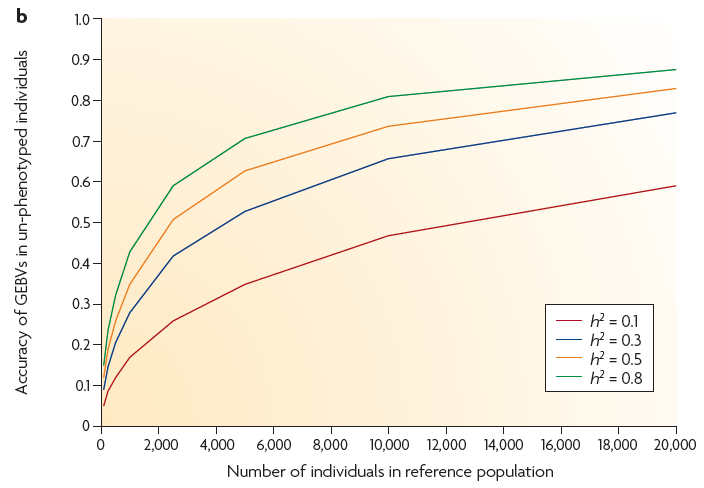 b
Accuracy of GEBVs in un-phenotyped individuals
1.0
0.9
0.8
0.7
0.6
0.5
0.4
0.3
0.2
0.1
0
0 2,000 4,000 6,000 8,000 10,000 12,000 14,000 16,000 18,000 20,000
Number of individuals in reference population
h² = 0.1
h² = 0.3
h² = 0.5
h² = 0.8